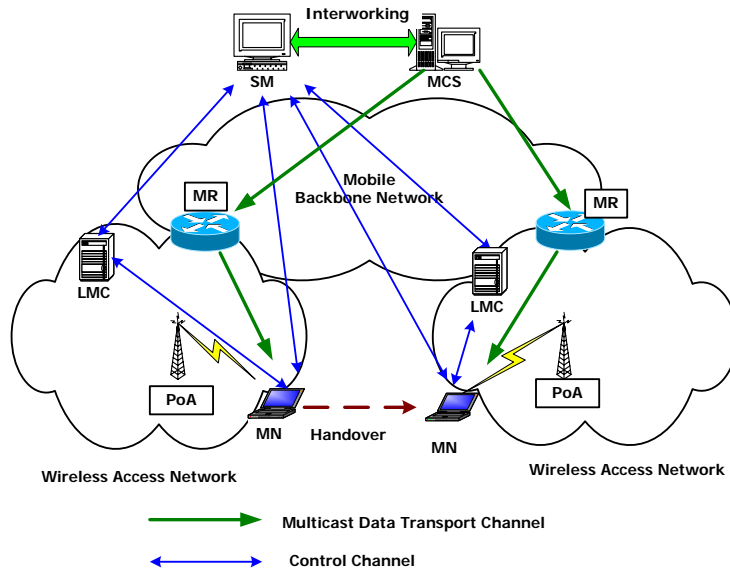 Interworking
SM
MCS
Mobile
Backbone Network
MR
MR
LMC
LMC
PoA
PoA
MN
Handover
MN
Wireless Access Network
Wireless Access Network
Multicast Data Transport Channel
Control Channel